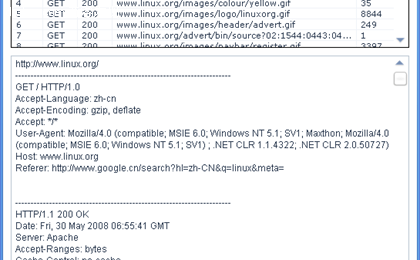 4 GET 200 www.linux.org/images/colour/yellow.gif 35
5 GET 200 www.linux.org/images/logo/linuxorg.gif 8844
6 GET 200 www.linux.org/images/header/advert.gif 249
7 GET 200 www.linux.org/advert/bin/source?02:1544:0443:04... 1
8 GET 200 www.linux.org/images/navbar/register.gif 3397
http://www.linux.org/
--------------------------------------------------------------
GET / HTTP/1.0
Accept-Language: zh-cn
Accept-Encoding: gzip, deflate
Accept: */*
User-Agent: Mozilla/4.0 (compatible; MSIE 6.0; Windows NT 5.1; SV1; Maxthon; Mozilla/4.0
(compatible; MSIE 6.0; Windows NT 5.1; SV1) ; .NET CLR 1.1.4322; .NET CLR 2.0.50727)
Host: www.linux.org
Referer: http://www.google.cn/search?hl=zh-CN&q=linux&meta=
--------------------------------------------------------------
HTTP/1.1 200 OK
Date: Fri, 30 May 2008 06:55:41 GMT
Server: Apache
Accept-Ranges: bytes
Cache-Control: no-cache